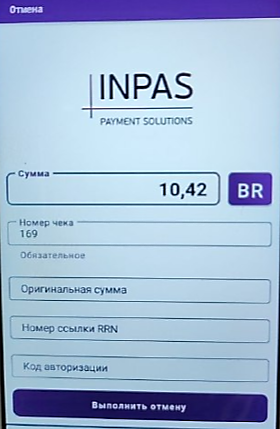 Отмена
INPAS
PAYMENT SOLUTIONS
Сумма
10,42
BR
Номер чека
169
Обязательное
Оригинальная сумма
Номер ссылки RRN
Код авторизации
Выполнить отмену